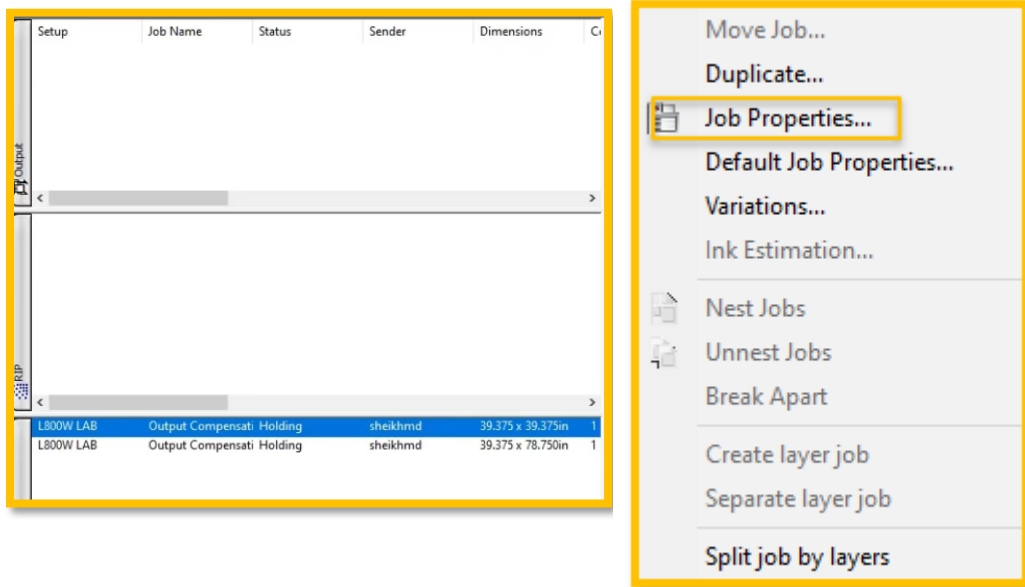 Setup Job Name Status Sender Dimensions
Output
RIP
L800W LAB Output Compensati Holding sheikhmd 39.375 x 39.375in 1
L800W LAB Output Compensati Holding sheikhmd 39.375 x 78.750in 1
Move Job...
Duplicate...
Job Properties...
Default Job Properties...
Variations...
Ink Estimation...
Nest Jobs
Unnest Jobs
Break Apart
Create layer job
Separate layer job
Split job by layers